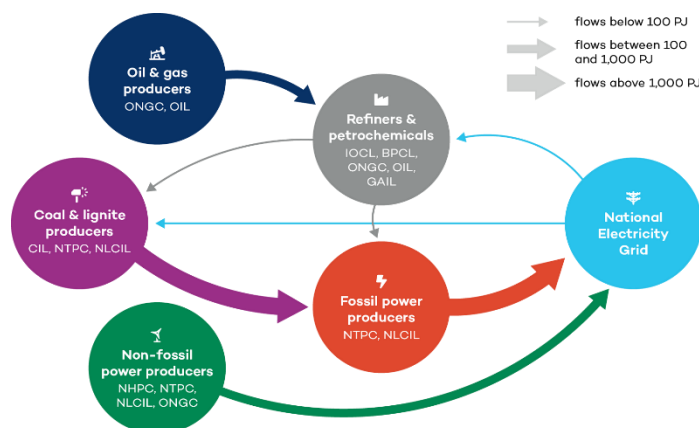 Oil & gas
producers
ONGC, OIL
Refiners &
petrochemicals
IOCL, BPCL,
ONGC, OIL,
GAIL
flows below 100 PJ
flows between 100
and 1,000 PJ
flows above 1,000 PJ
Coal & lignite
producers
CIL, NTPC, NLCIL
National
Electricity
Grid
Fossil power
producers
NTPC, NLCIL
Non-fossil
power producers
NHPC, NTPC,
NLCIL, ONGC